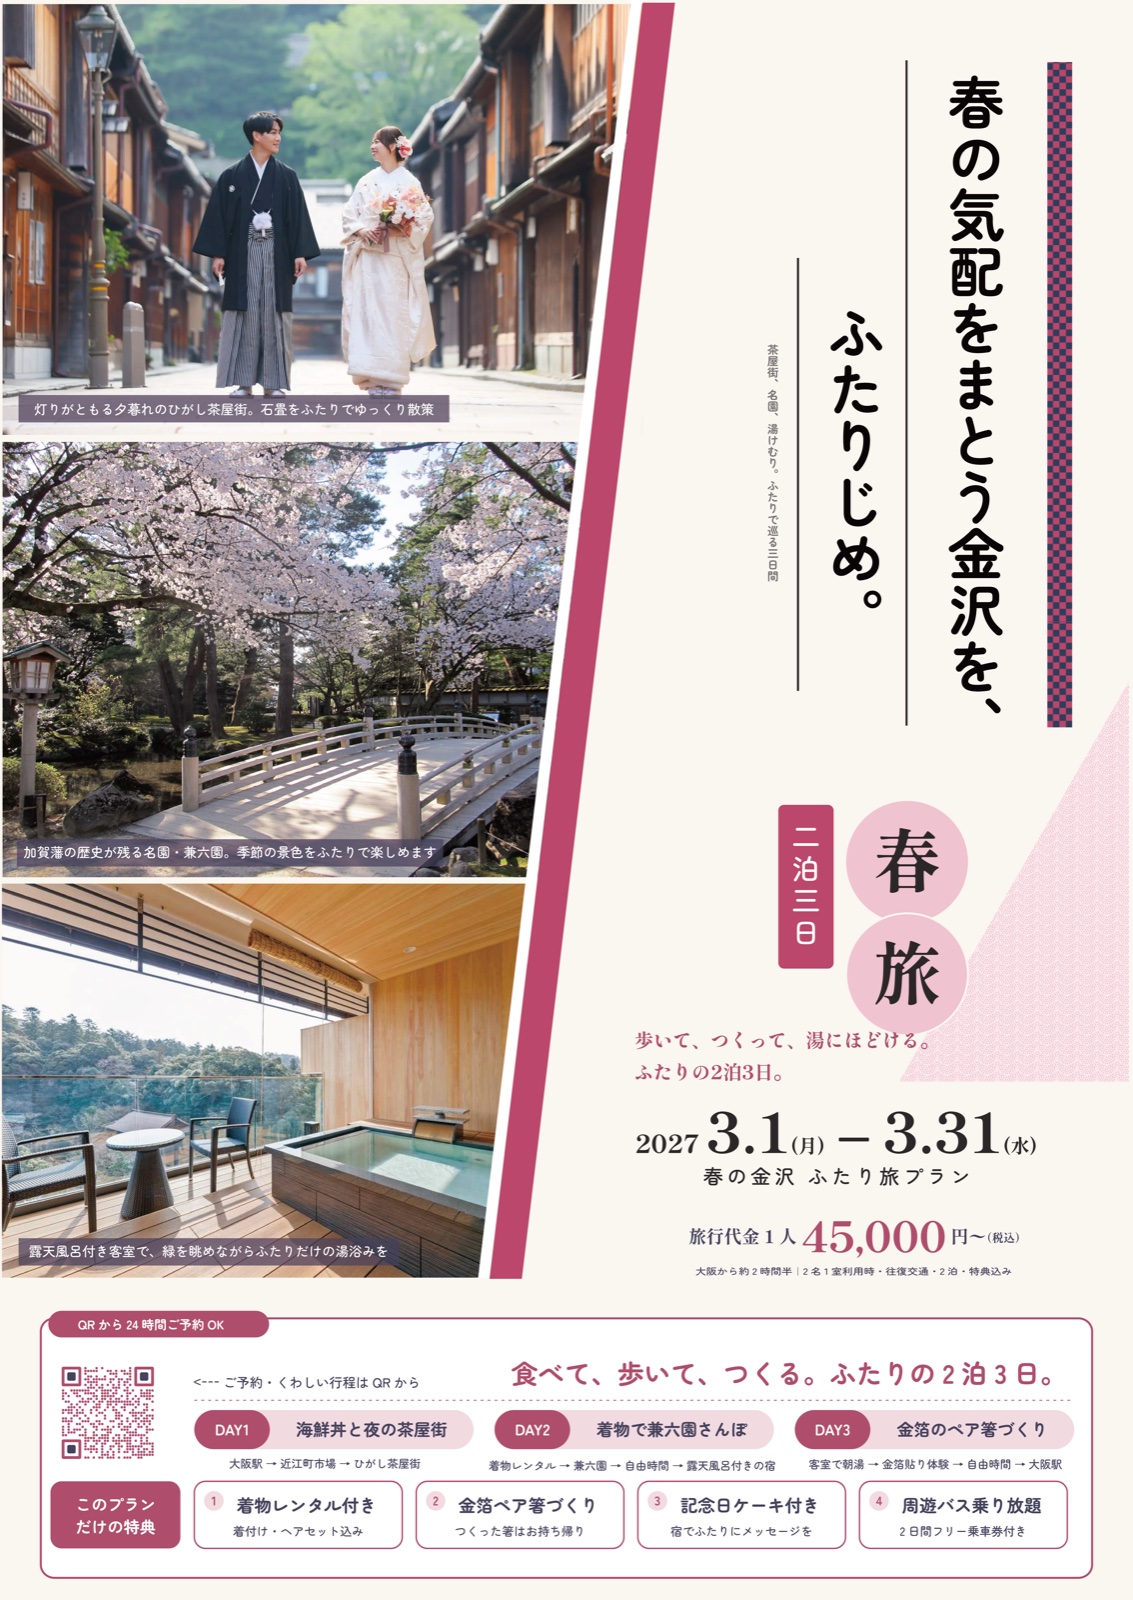 春の気配をまとう金沢を、
ふたりじめ。
茶屋街、名園、湯けむり。ふたりで巡る三日間
灯りがともる夕暮れのひがし茶屋街。石畳をふたりでゆっくり散策
加賀藩の歴史が残る名園・兼六園。季節の景色をふたりで楽しめます
露天風呂付き客室で、緑を眺めながらふたりだけの湯浴みを
春旅
二泊三日
歩いて、つくって、湯にほどける。
ふたりの2泊3日。
2027 3.1(月) – 3.31(水)
春の金沢 ふたり旅プラン
旅行代金1人 45,000 円〜(税込)
大阪から約2時間半｜2名1室利用時・往復交通・2泊・特典込み
QRから24時間ご予約OK
<--- ご予約・くわしい行程はQRから
食べて、歩いて、つくる。ふたりの2泊3日。
DAY1 海鮮丼と夜の茶屋街
大阪駅 → 近江町市場 → ひがし茶屋街
DAY2 着物で兼六園さんぽ
着物レンタル → 兼六園 → 自由時間 → 露天風呂付きの宿
DAY3 金箔のペア箸づくり
客室で朝湯 → 金箔貼り体験 → 自由時間 → 大阪駅
このプラン
だけの特典
1 着物レンタル付き
着付け・ヘアセット込み
2 金箔ペア箸づくり
つくった箸はお持ち帰り
3 記念日ケーキ付き
宿でふたりにメッセージを
4 周遊バス乗り放題
2日間フリー乗車券付き